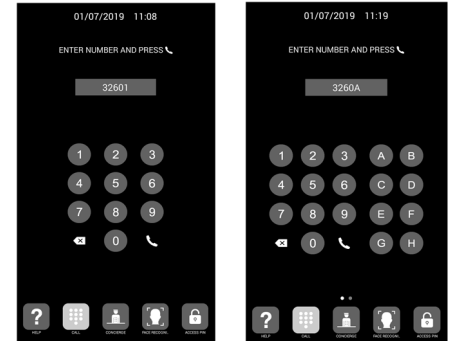 01/07/2019 11:08
ENTER NUMBER AND PRESS
32601
1 2 3
4 5 6
7 8 9
0
?
HELP CALL CONCIERGE FACE RECOGN. ACCESS PIN
01/07/2019 11:19
ENTER NUMBER AND PRESS
3260A
1 2 3 A B
4 5 6 C D
7 8 9 E F
0 G H
?
HELP CALL CONCIERGE FACE RECOGN. ACCESS PIN